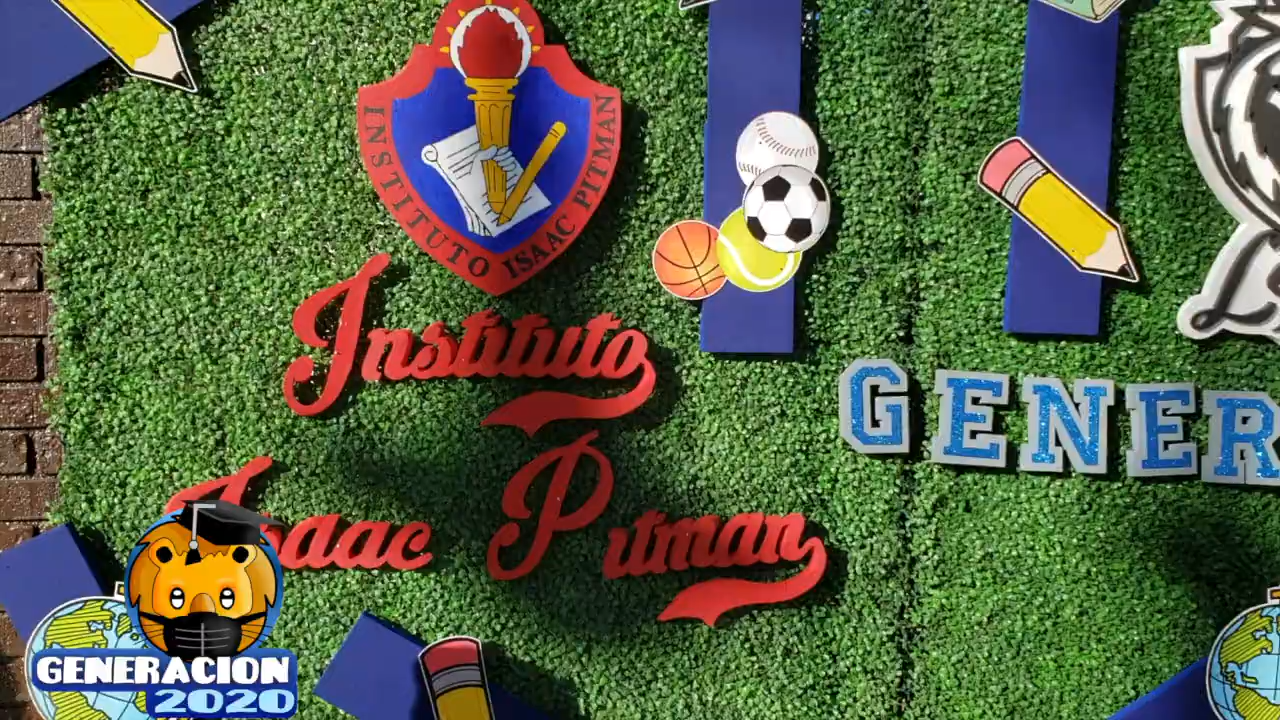 INSTITUTO ISAAC PITMAN
Instituto
Isaac Pitman
GENER
GENERACION
2020